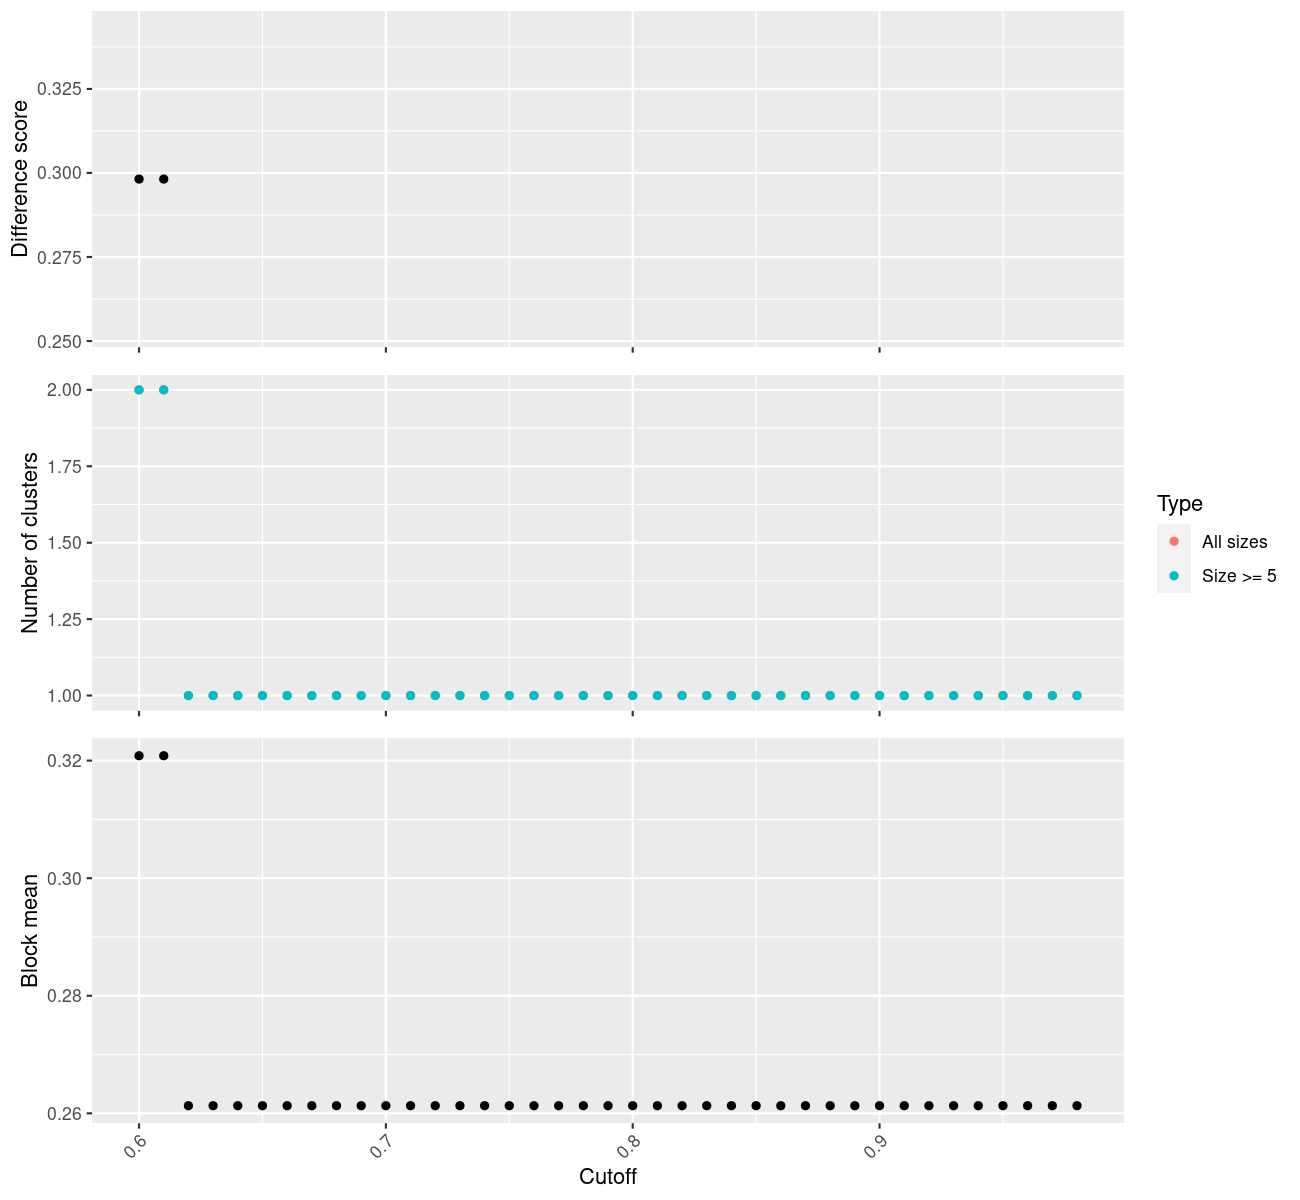 Difference score
0.325
0.300
0.275
0.250
Number of clusters
2.00
1.75
1.50
1.25
1.00
Type
All sizes
Size >= 5
Block mean
0.32
0.30
0.28
0.26
0.6
0.7
0.8
0.9
Cutoff